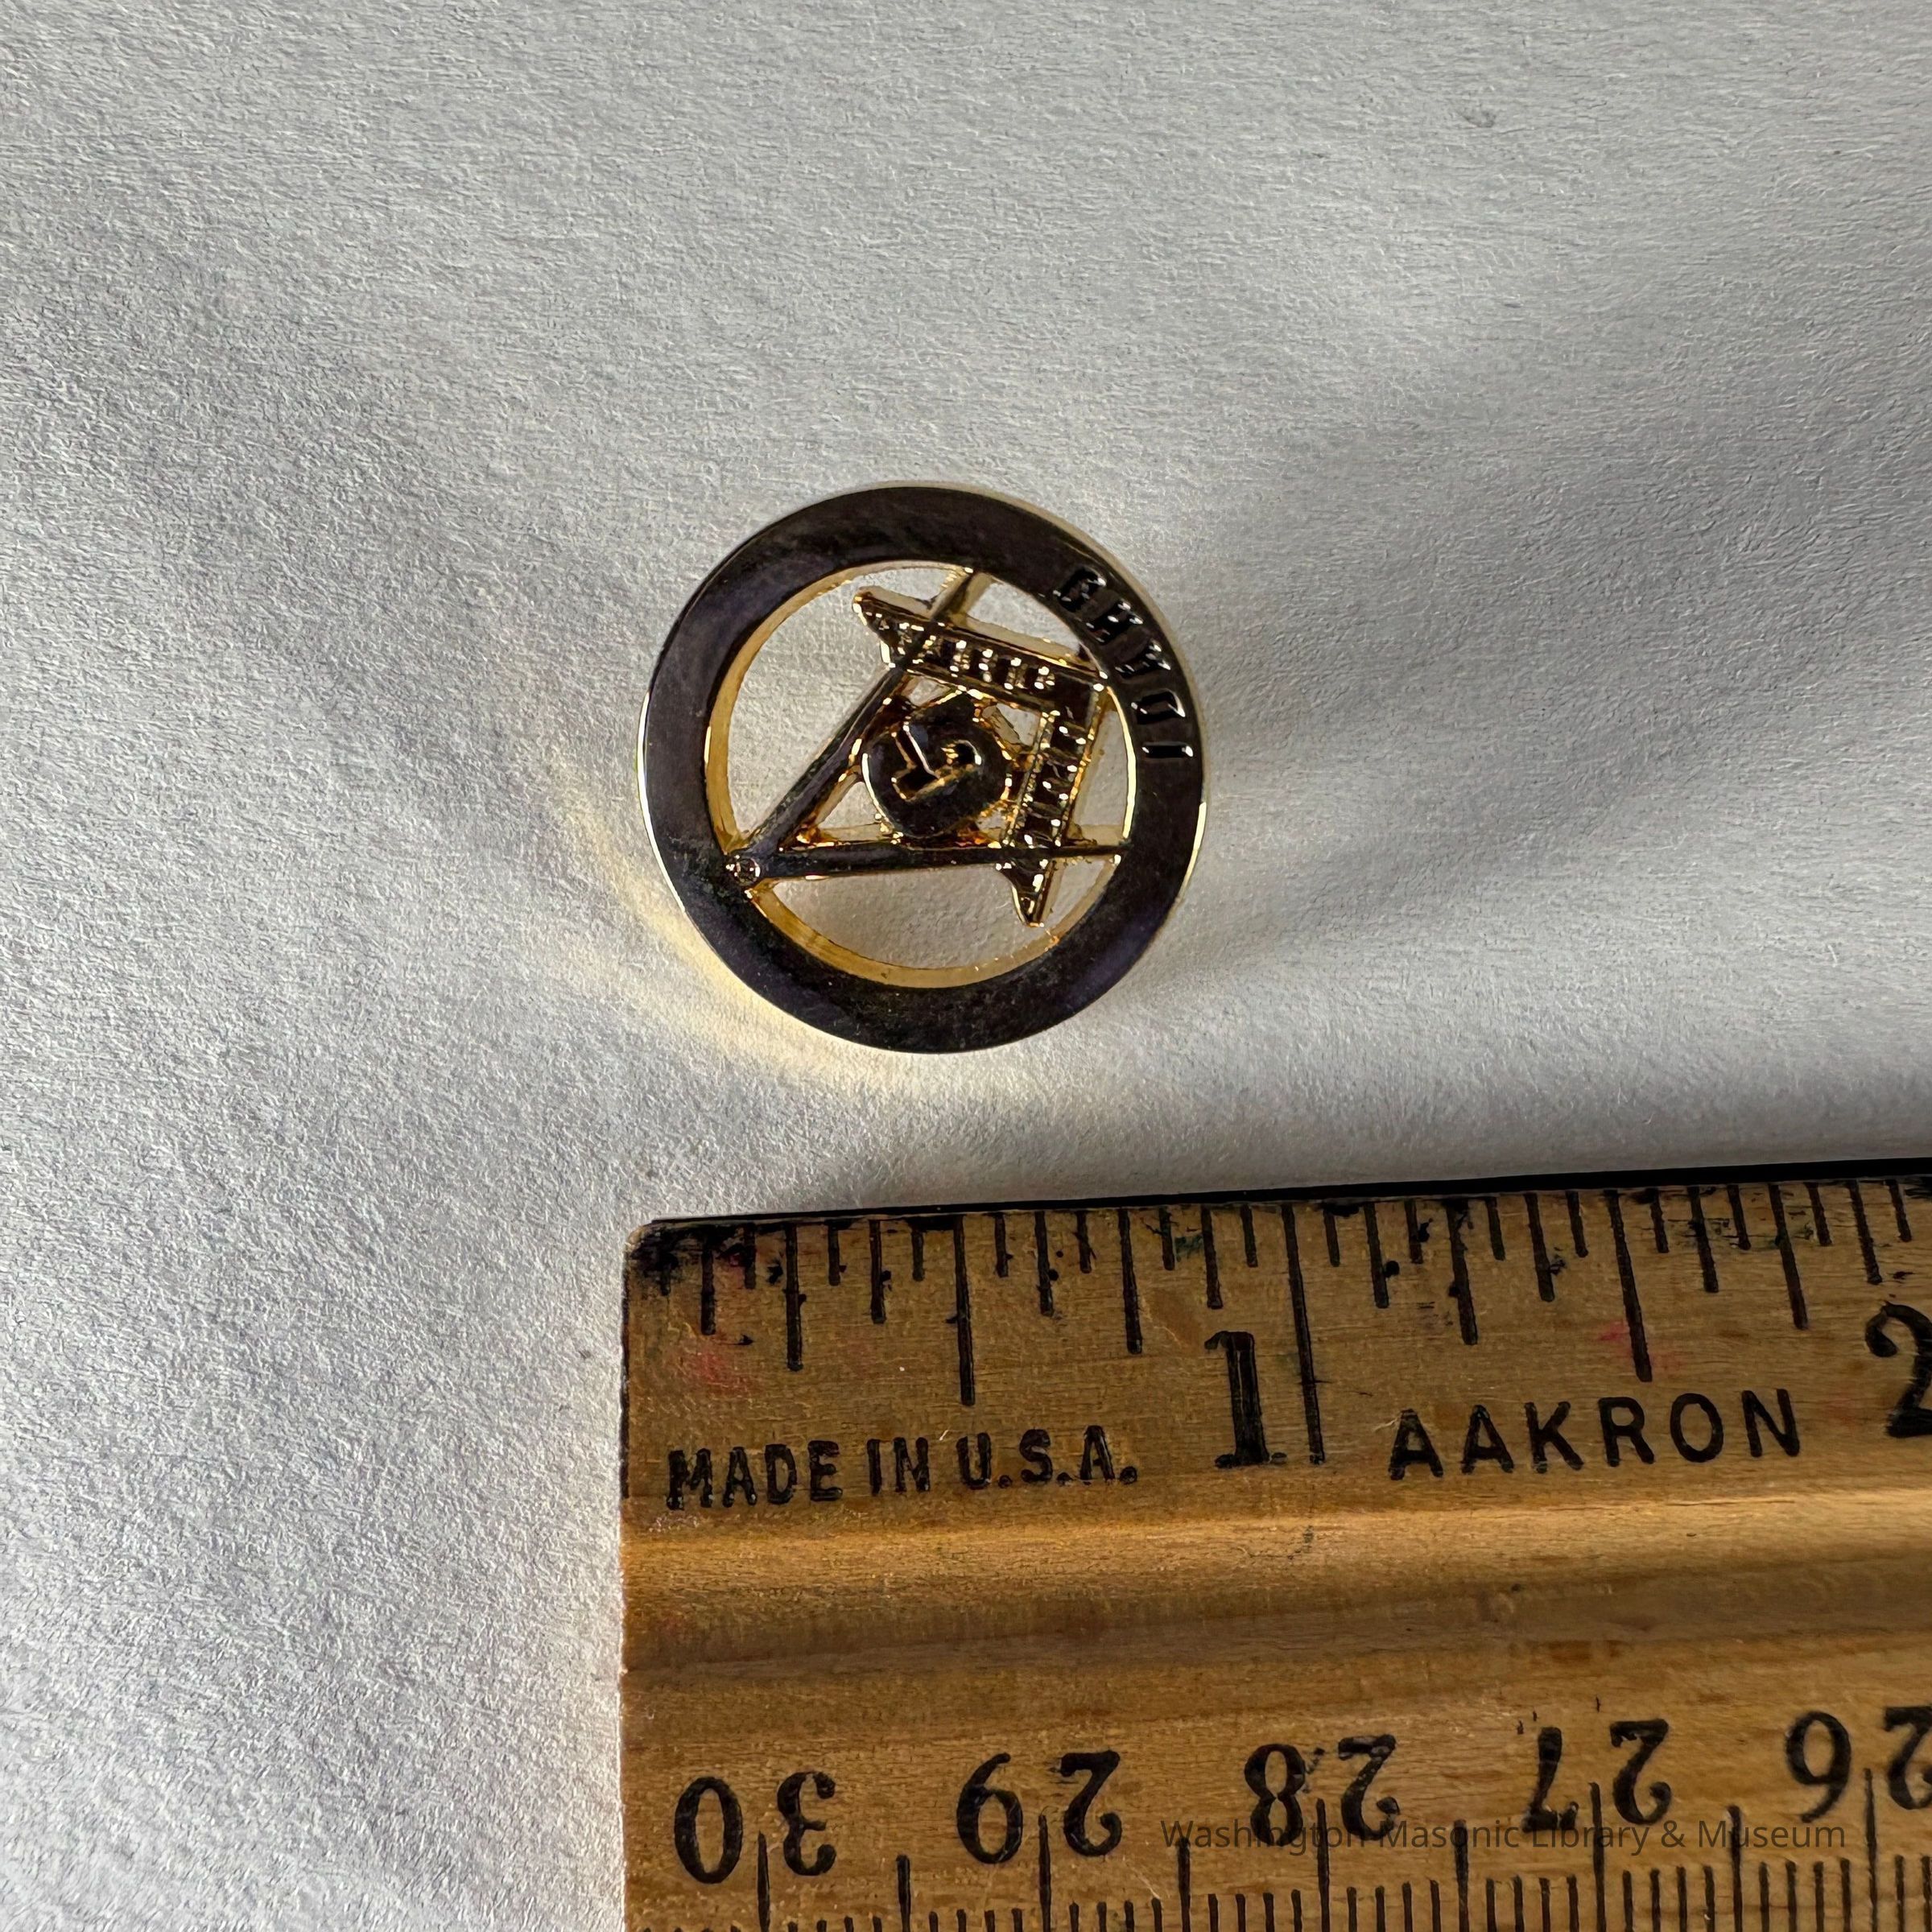 IDAHO
G
1 2
MADE IN U.S.A. AAKRON
30 29 28 27 26
Washington Masonic Library & Museum